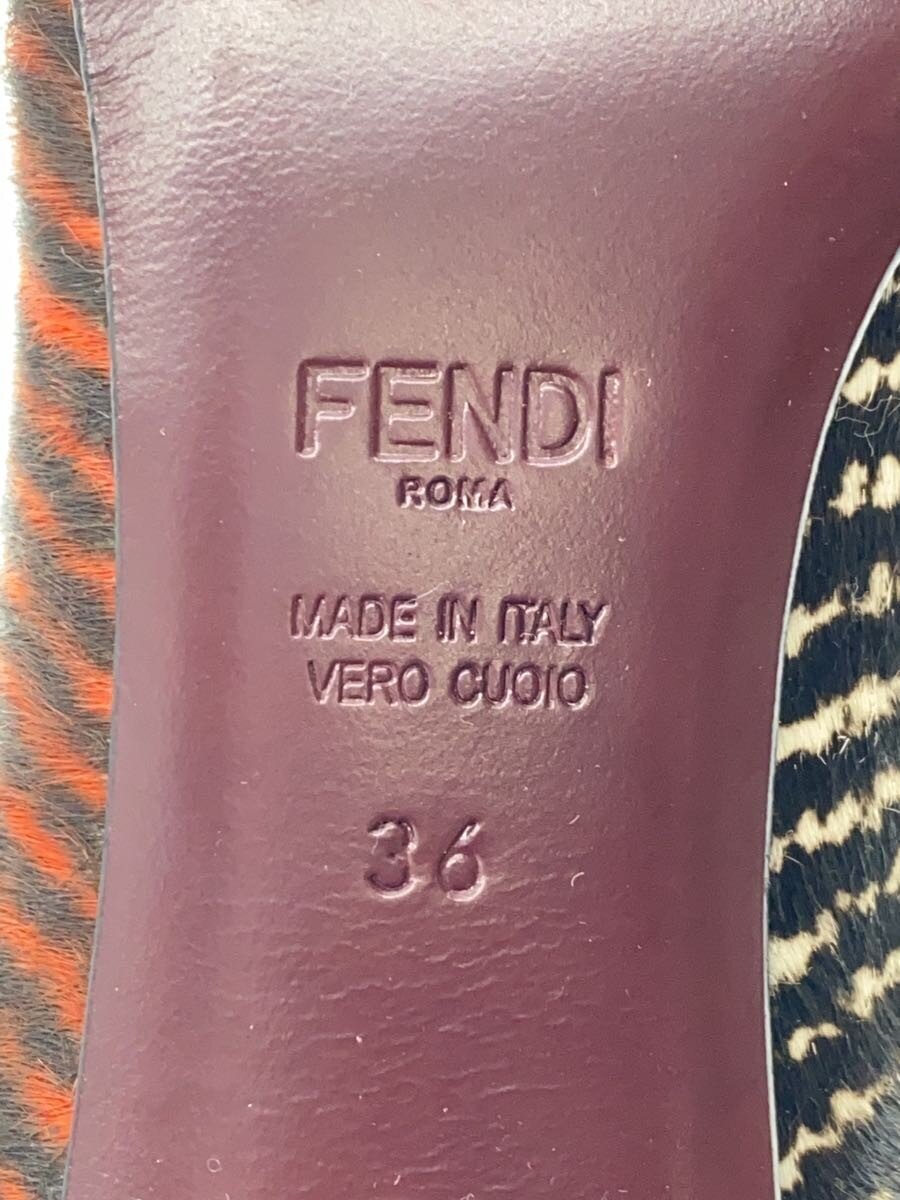 FENDI
ROMA
MADE IN ITALY
VERO CUOIO
36